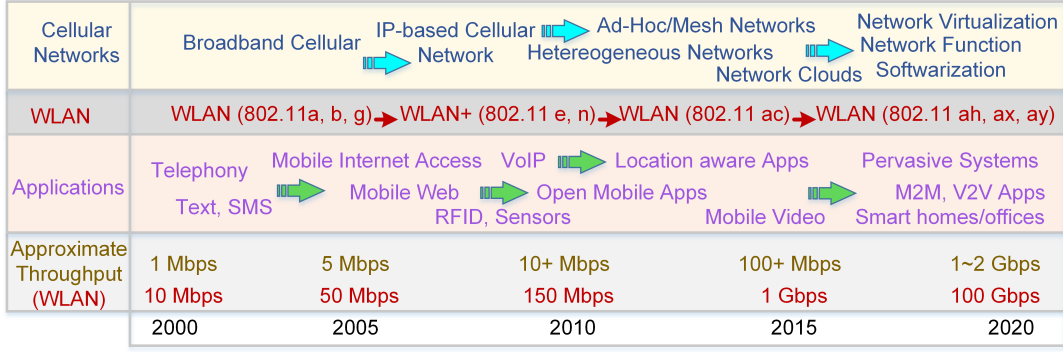 Cellular
Networks
Broadband Cellular
IP-based Cellular
Network
Ad-Hoc/Mesh Networks
Hetereogeneous Networks
Network Clouds
Network Virtualization
Network Function
Softwarization
WLAN
WLAN (802.11a, b, g)
WLAN+ (802.11 e, n)
WLAN (802.11 ac)
WLAN (802.11 ah, ax, ay)
Applications
Telephony
Text, SMS
Mobile Internet Access
Mobile Web
RFID, Sensors
VoIP
Open Mobile Apps
Location aware Apps
Mobile Video
Pervasive Systems
M2M, V2V Apps
Smart homes/offices
Approximate
Throughput
(WLAN)
1 Mbps
5 Mbps
10+ Mbps
100+ Mbps
1~2 Gbps
10 Mbps
50 Mbps
150 Mbps
1 Gbps
100 Gbps
2000
2005
2010
2015
2020